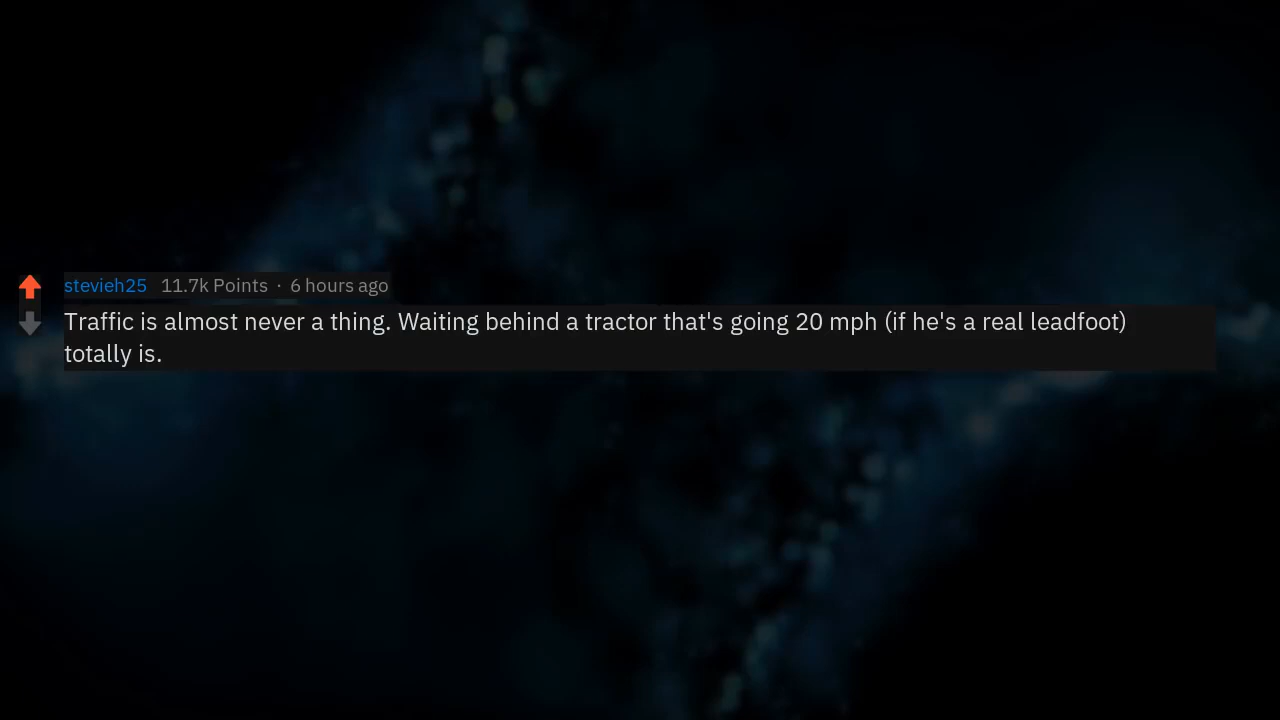 stevieh25 11.7k Points · 6 hours ago
Traffic is almost never a thing. Waiting behind a tractor that's going 20 mph (if he's a real leadfoot)
totally is.